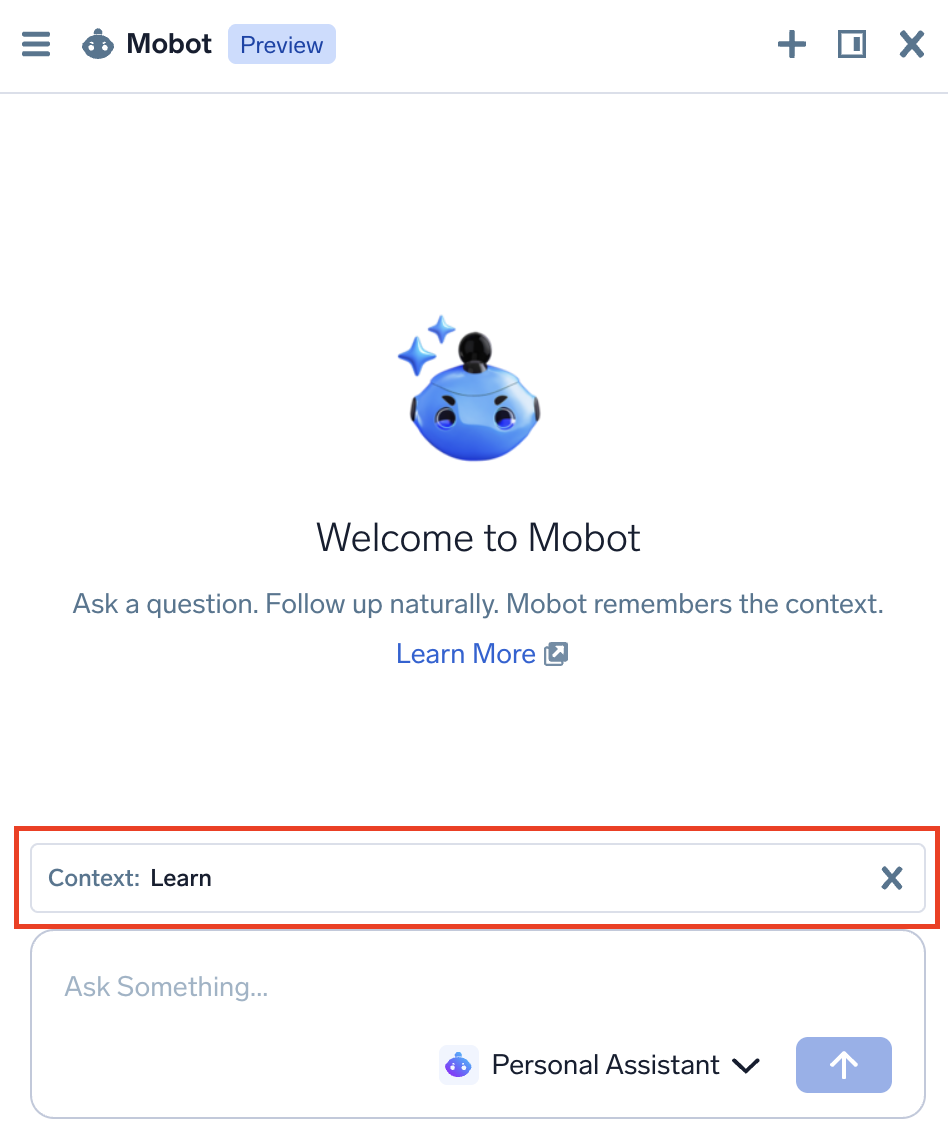 Mobot Preview
Welcome to Mobot
Ask a question. Follow up naturally. Mobot remembers the context.
Learn More
Context: Learn
Ask Something...
Personal Assistant